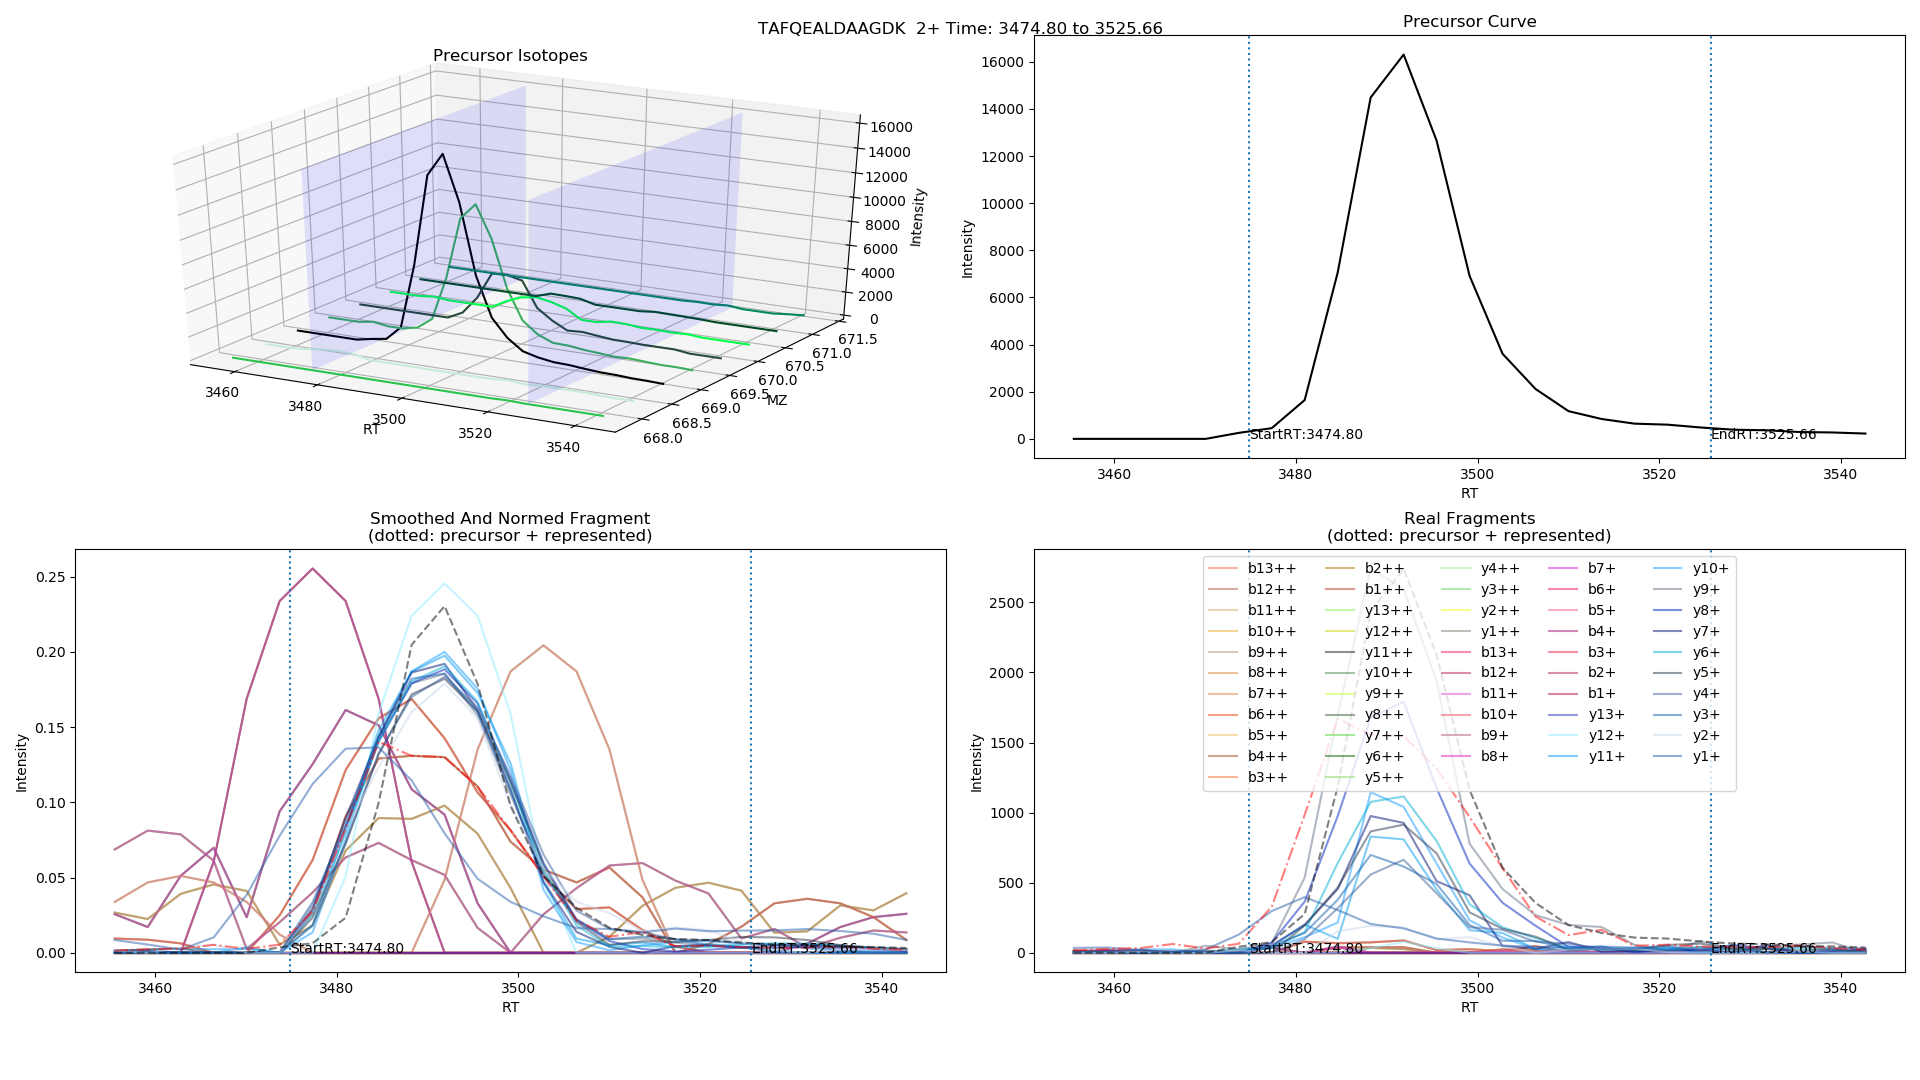 TAFQEALDAAGDK  2+ Time: 3474.80 to 3525.66
Precursor Isotopes
16000
14000
12000
10000
8000
6000
4000
2000
0
Intensity
671.5
671.0
670.5
670.0
669.5
669.0
668.5
668.0
MZ
3460
3480
3500
3520
3540
RT
Precursor Curve
16000
14000
12000
10000
8000
6000
4000
2000
0
Intensity
StartRT:3474.80
EndRT:3525.66
3460 3480 3500 3520 3540
RT
Smoothed And Normed Fragment
(dotted: precursor + represented)
0.25
0.20
0.15
0.10
0.05
0.00
Intensity
StartRT:3474.80
EndRT:3525.66
3460 3480 3500 3520 3540
RT
Real Fragments
(dotted: precursor + represented)
2500
2000
1500
1000
500
0
Intensity
b13++ b2++ y4++ b7+ y10+
b12++ b1++ y3++ b6+ y9+
b11++ y13++ y2++ b5+ y8+
b10++ y12++ y1++ b4+ y7+
b9++ y11++ b13+ b3+ y6+
b8++ y10++ b12+ b2+ y5+
b7++ y9++ b11+ b1+ y4+
b6++ y8++ b10+ y13+ y3+
b5++ y7++ b9+ y12+ y2+
b4++ y6++ b8+ y11+ y1+
b3++ y5++
StartRT:3474.80
EndRT:3525.66
3460 3480 3500 3520 3540
RT